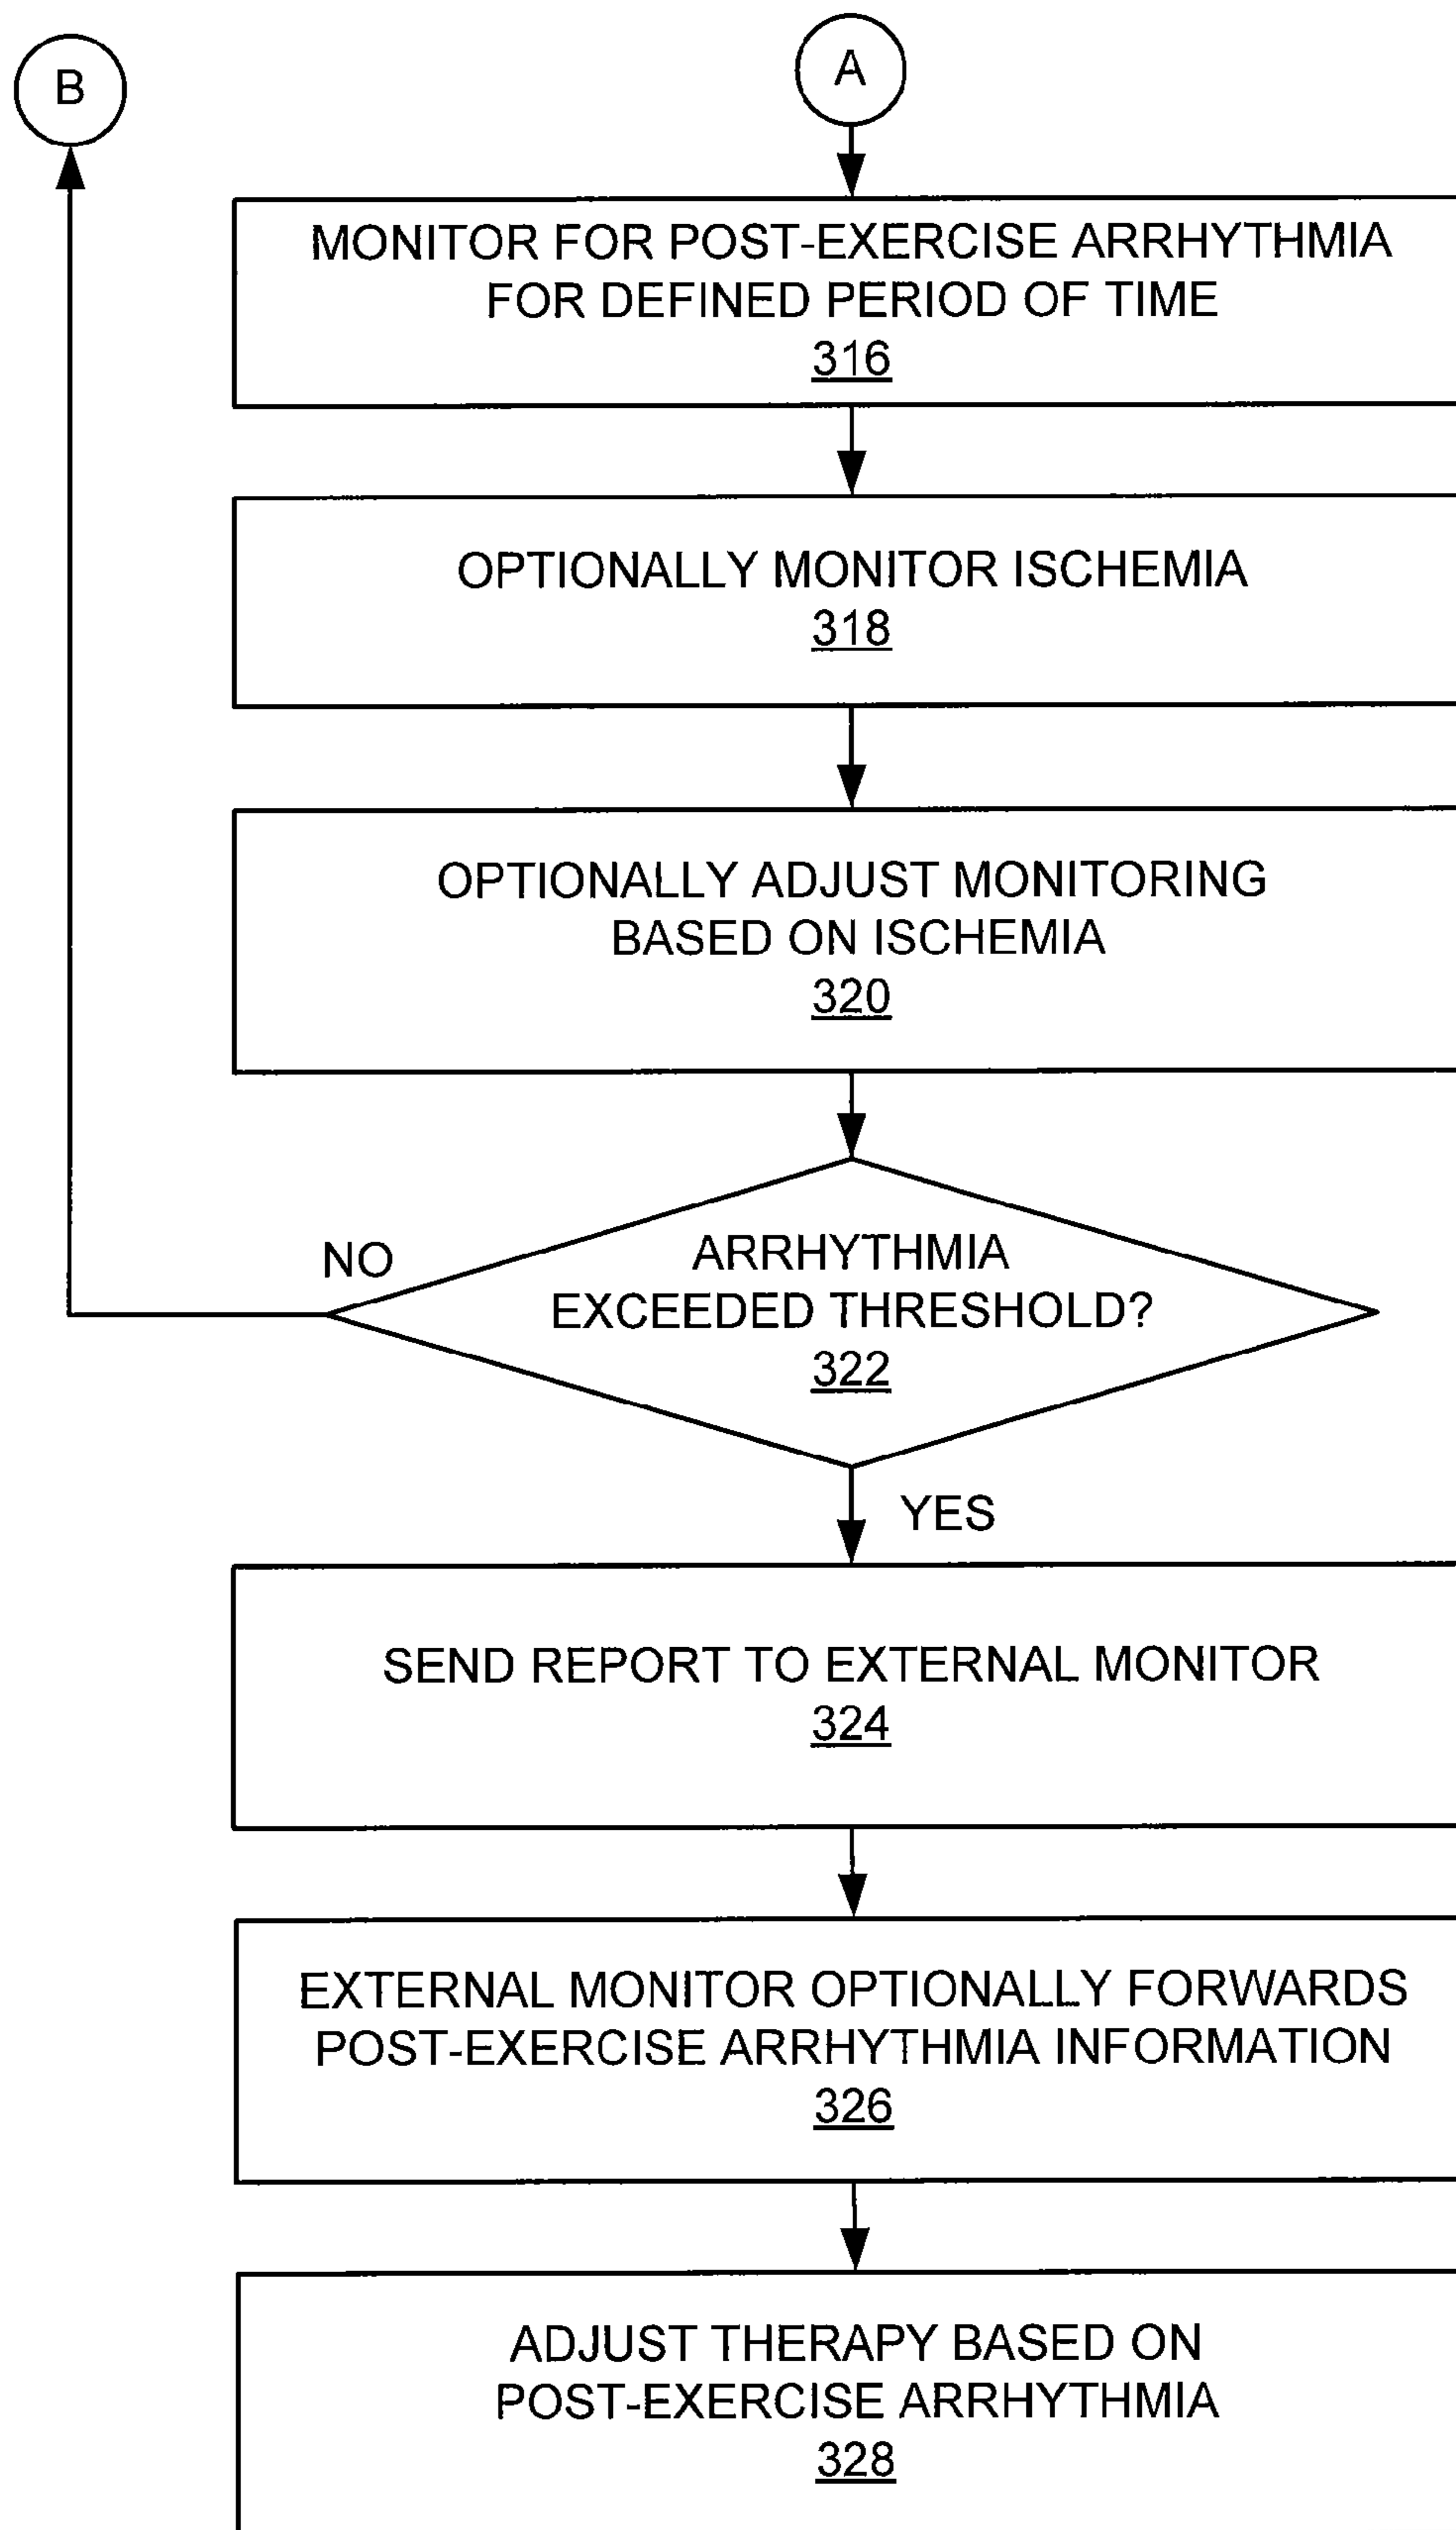 B
A
MONITOR FOR POST-EXERCISE ARRHYTHMIA
FOR DEFINED PERIOD OF TIME
316
OPTIONALLY MONITOR ISCHEMIA
318
OPTIONALLY ADJUST MONITORING
BASED ON ISCHEMIA
320
NO
ARRHYTHMIA
EXCEEDED THRESHOLD?
322
YES
SEND REPORT TO EXTERNAL MONITOR
324
EXTERNAL MONITOR OPTIONALLY FORWARDS
POST-EXERCISE ARRHYTHMIA INFORMATION
326
ADJUST THERAPY BASED ON
POST-EXERCISE ARRHYTHMIA
328